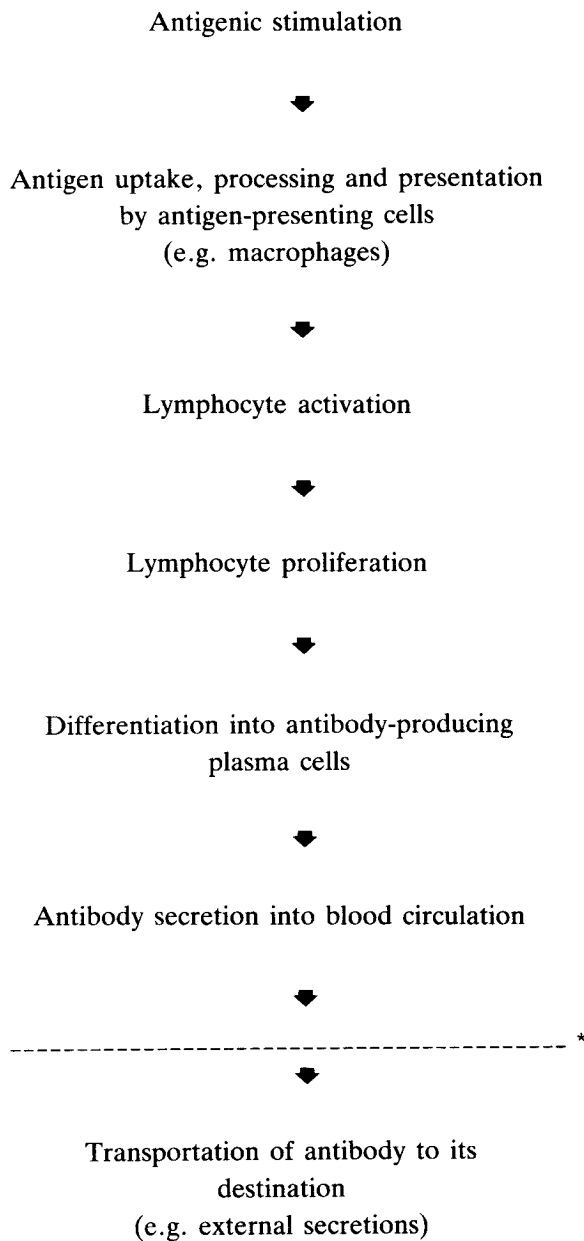 Antigenic stimulation
Antigen uptake, processing and presentation
by antigen-presenting cells
(e.g. macrophages)
Lymphocyte activation
Lymphocyte proliferation
Differentiation into antibody-producing
plasma cells
Antibody secretion into blood circulation
*
Transportation of antibody to its
destination
(e.g. external secretions)